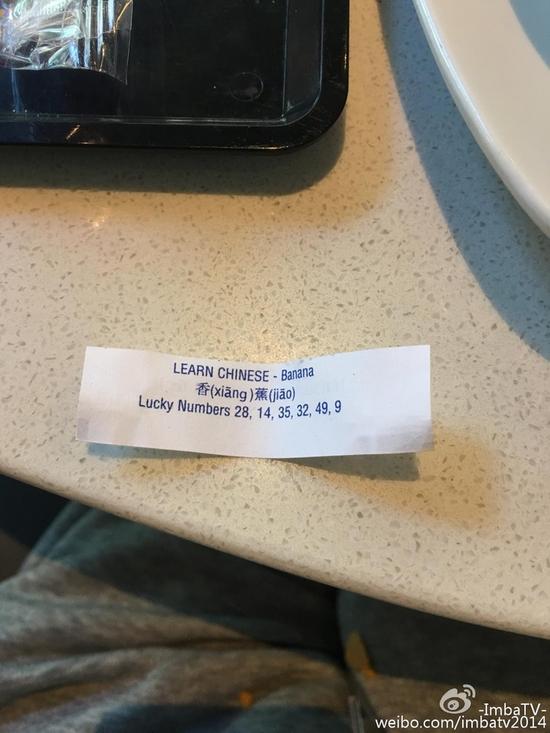 LEARN CHINESE - Banana
香(xiāng)蕉(jiāo)
Lucky Numbers 28, 14, 35, 32, 49, 9
-ImbaTV-
weibo.com/imbatv2014